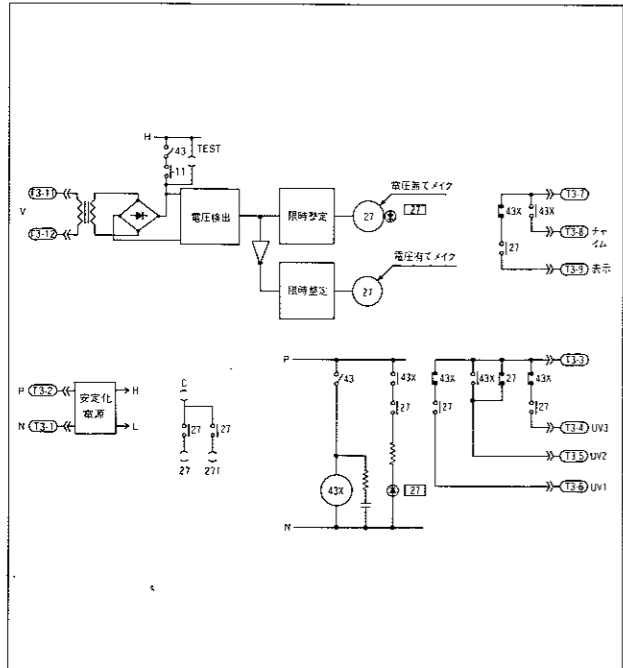 H
43
TEST
11
T3-11
V
T3-12
電圧検出
限時整定
27
27
電圧無てメイク
限時整定
27
電圧有てメイク
43X
43X
27
T3-7
T3-8 チャイム
T3-9 表示
P T3-2
N T3-1
安定化
電源
H
L
C
27
27
27
27T
P
43
43X
27
43X
27
N
43X
43X
27
43X
27
27
T3-3
T3-4 UV3
T3-5 UV2
T3-6 UV1